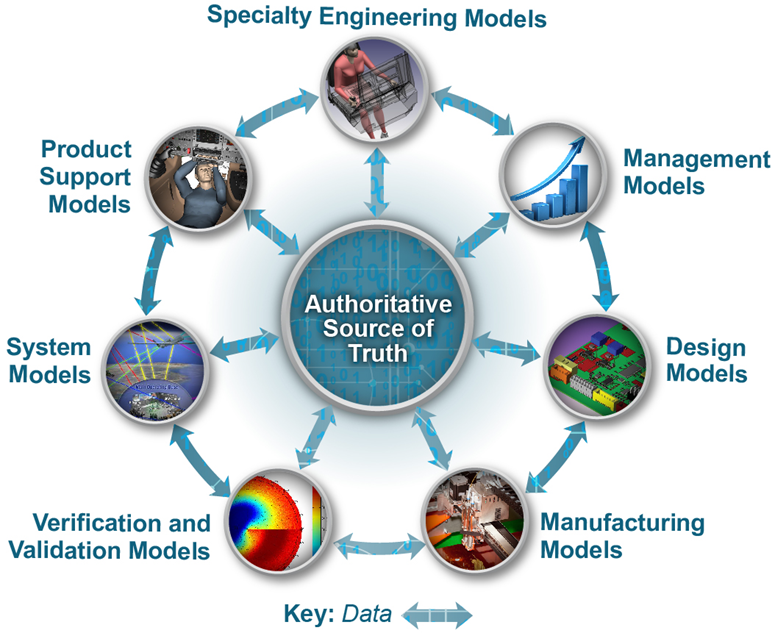 Specialty Engineering Models
Product
Support
Models
Management
Models
Authoritative
Source of
Truth
System
Models
Design
Models
Verification and
Validation Models
Manufacturing
Models
Key: Data